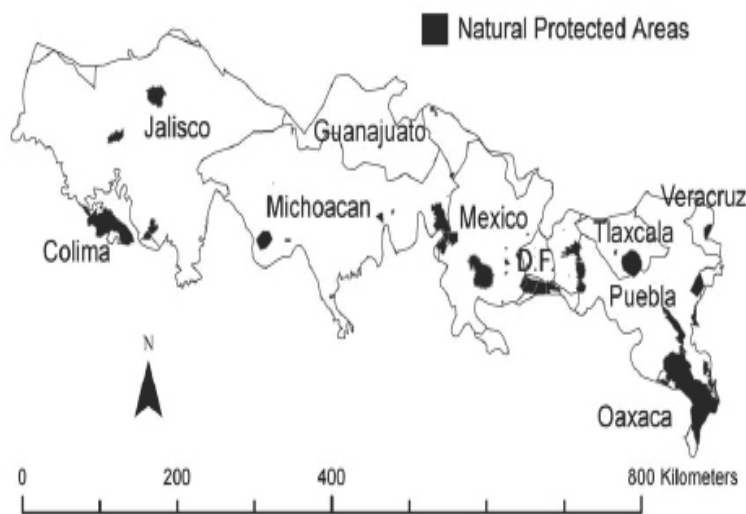 Natural Protected Areas
Jalisco
Guanajuato
Michoacan
Colima
Mexico
D.F.
Veracruz
Tlaxcala
Puebla
Oaxaca
N
0 200 400 800 Kilometers